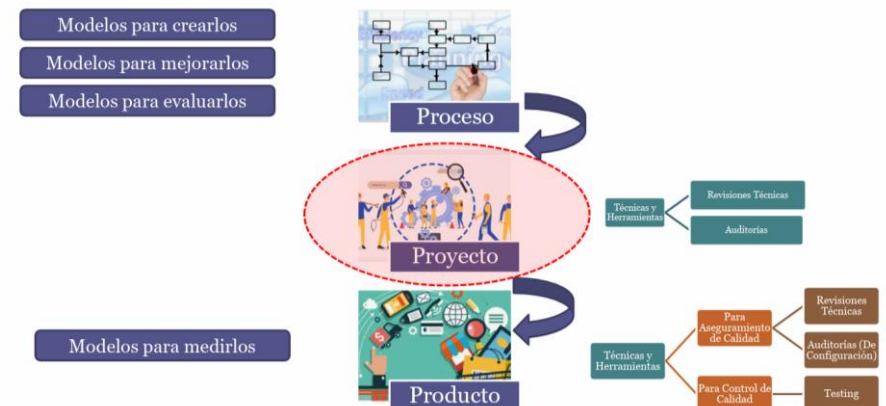 Modelos para crearlos
Modelos para mejorarlos
Modelos para evaluarlos
Proceso
Proyecto
Técnicas y
Herramientas
Revisiones Técnicas
Auditorías
Modelos para medirlos
Producto
Técnicas y
Herramientas
Para
Aseguramiento
de Calidad
Revisiones
Técnicas
Auditorías (De
Configuración)
Para Control de
Calidad
Testing